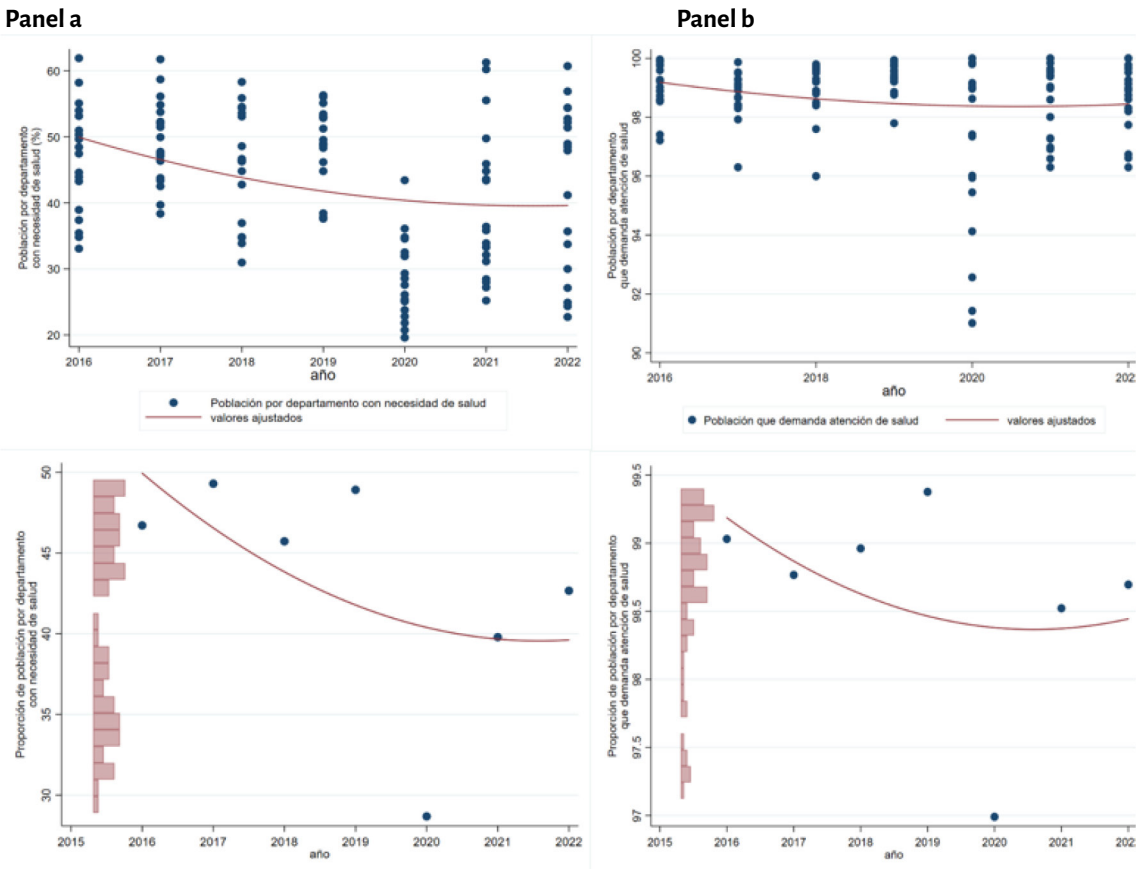 Panel a
Panel b
Población por departamento
con necesidad de salud (%)
60
50
40
30
20
2016
2017
2018
2019
2020
2021
2022
año
Población por departamento con necesidad de salud
valores ajustados
Población por departamento
que demanda atención de salud
100
98
96
94
92
90
2016
2018
2020
202
año
Población que demanda atención de salud
valores ajustados
Proporción de población por departamento
con necesidad de salud
50
45
40
35
30
2015
2016
2017
2018
2019
2020
2021
2022
año
Proporción de población por departamento
que demanda atención de salud
99.5
99
98.5
98
97.5
97
2015
2016
2017
2018
2019
2020
2021
202
año